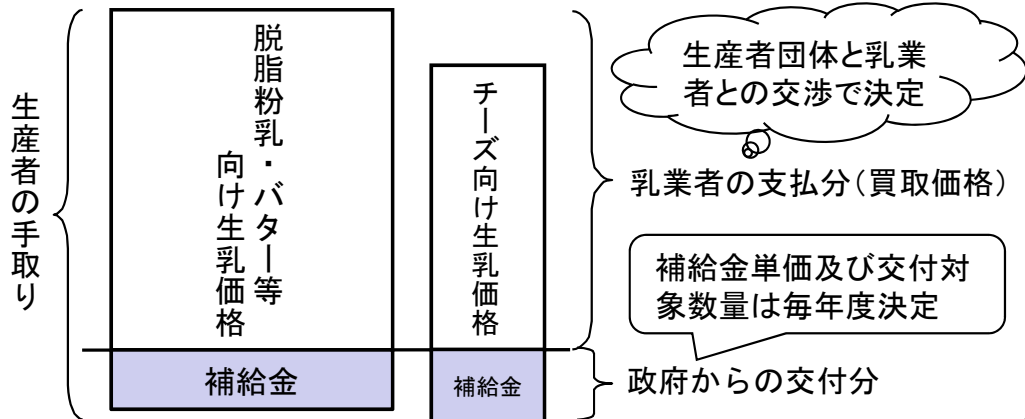 生産者の手取り
脱脂粉乳・バター等
向け生乳価格
補給金
チーズ向け生乳価格
補給金
生産者団体と乳業
者との交渉で決定
乳業者の支払分（買取価格）
補給金単価及び交付対
象数量は毎年度決定
政府からの交付分